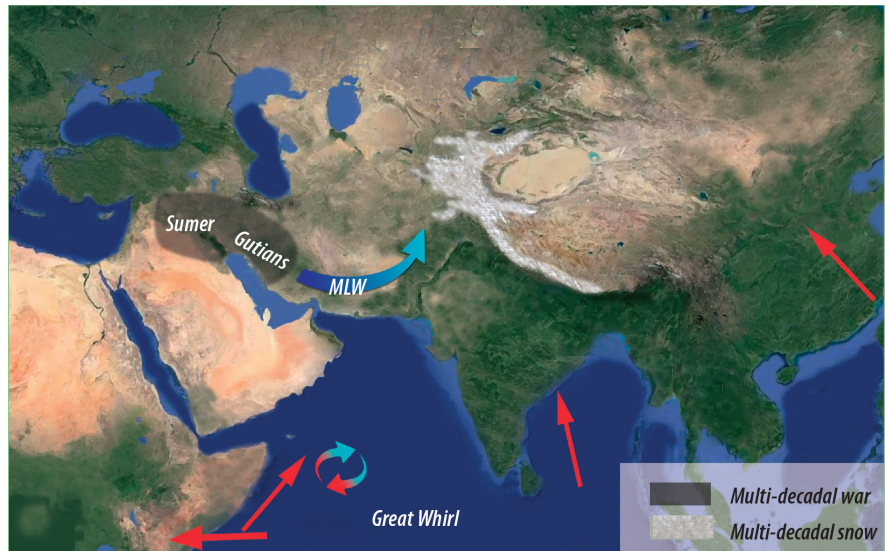 Sumer
Gutians
MLW
Great Whirl
Multi-decadal war
Multi-decadal snow